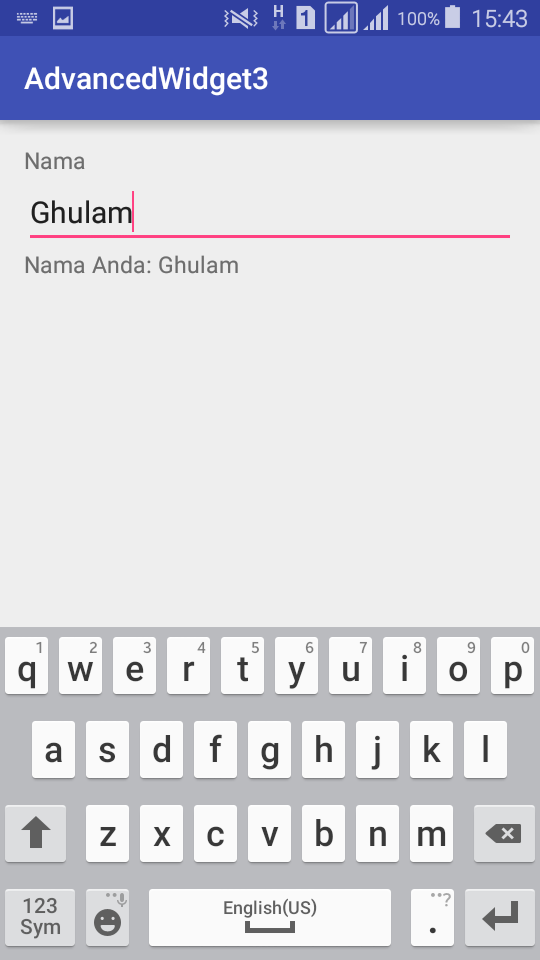 H 1 100% 15:43
AdvancedWidget3
Nama
Ghulam
Nama Anda: Ghulam
1 2 3 4 5 6 7 8 9 0
q w e r t y u i o p
a s d f g h j k l
z x c v b n m
123 Sym English(US) . ?